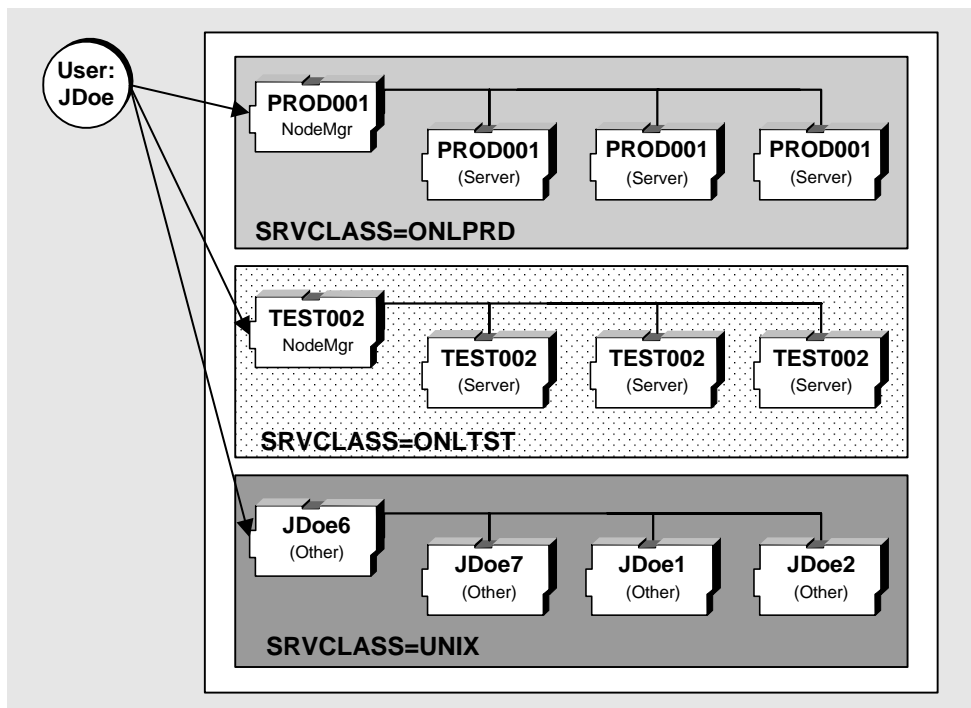 User:
JDoe
PROD001
NodeMgr
PROD001
(Server)
PROD001
(Server)
PROD001
(Server)
SRVCLASS=ONLPRD
TEST002
NodeMgr
TEST002
(Server)
TEST002
(Server)
TEST002
(Server)
SRVCLASS=ONLTST
JDoe6
(Other)
JDoe7
(Other)
JDoe1
(Other)
JDoe2
(Other)
SRVCLASS=UNIX